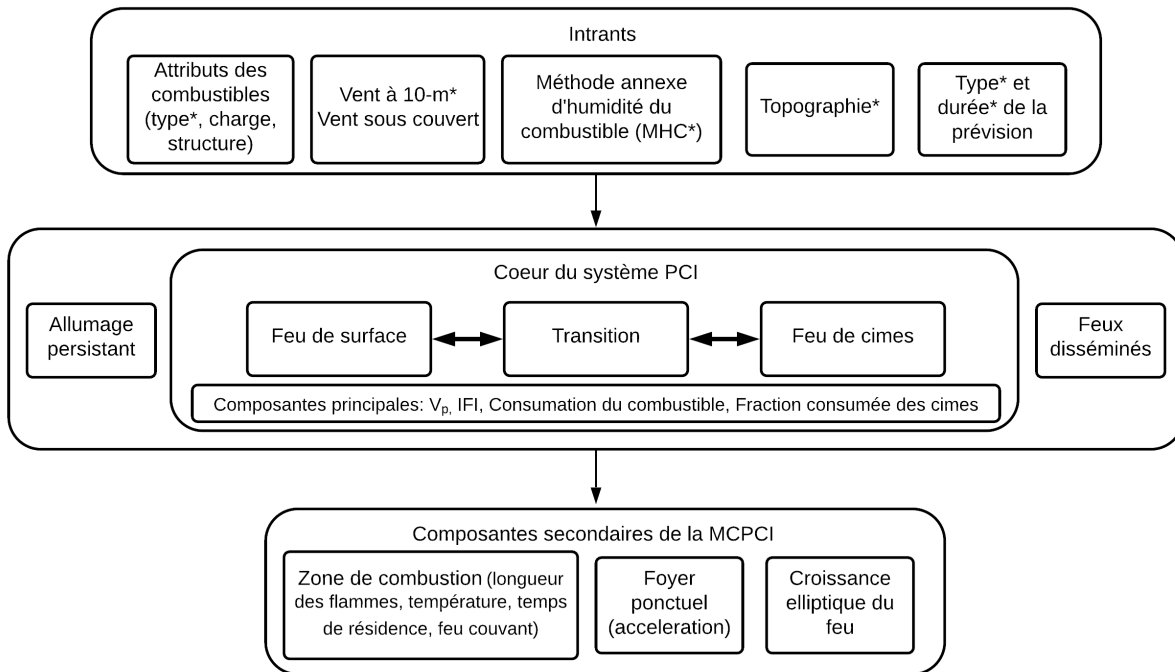 Intrants
Attributs des
combustibles
(type*, charge,
structure)
Vent à 10-m*
Vent sous couvert
Méthode annexe
d'humidité du
combustible (MHC*)
Topographie*
Type* et
durée* de la
prévision
Coeur du système PCI
Allumage
persistant
Feu de surface
Transition
Feu de cimes
Feux
disséminés
Composantes principales: Vp, IFI, Consumation du combustible, Fraction consumée des cimes
Composantes secondaires de la MCPCI
Zone de combustion (longueur
des flammes, température, temps
de résidence, feu couvant)
Foyer
ponctuel
(acceleration)
Croissance
elliptique du
feu